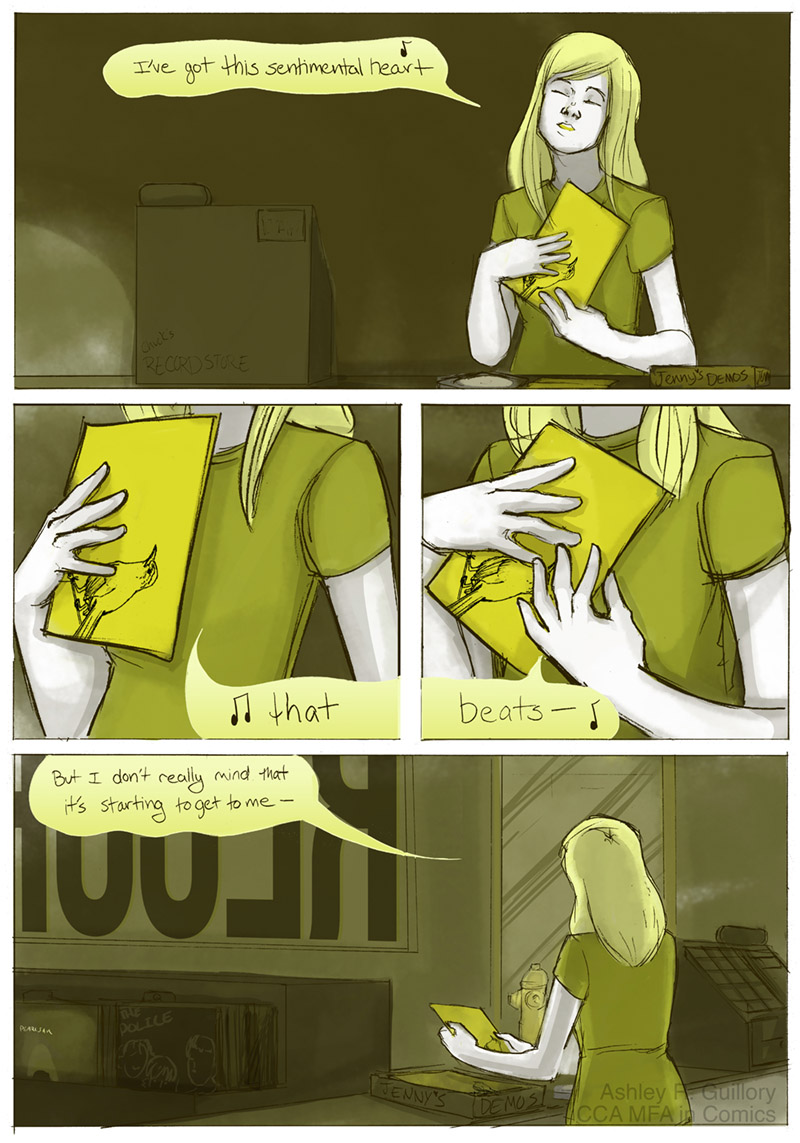 I've got this sentimental heart
Chuck's
RECORD STORE
Jenny's DEMOS
that
beats—
But I don't really mind that
it's starting to get to me—
THE
POLICE
JENNY'S DEMOS
Ashley R. Guillory
CCA MFA in Comics